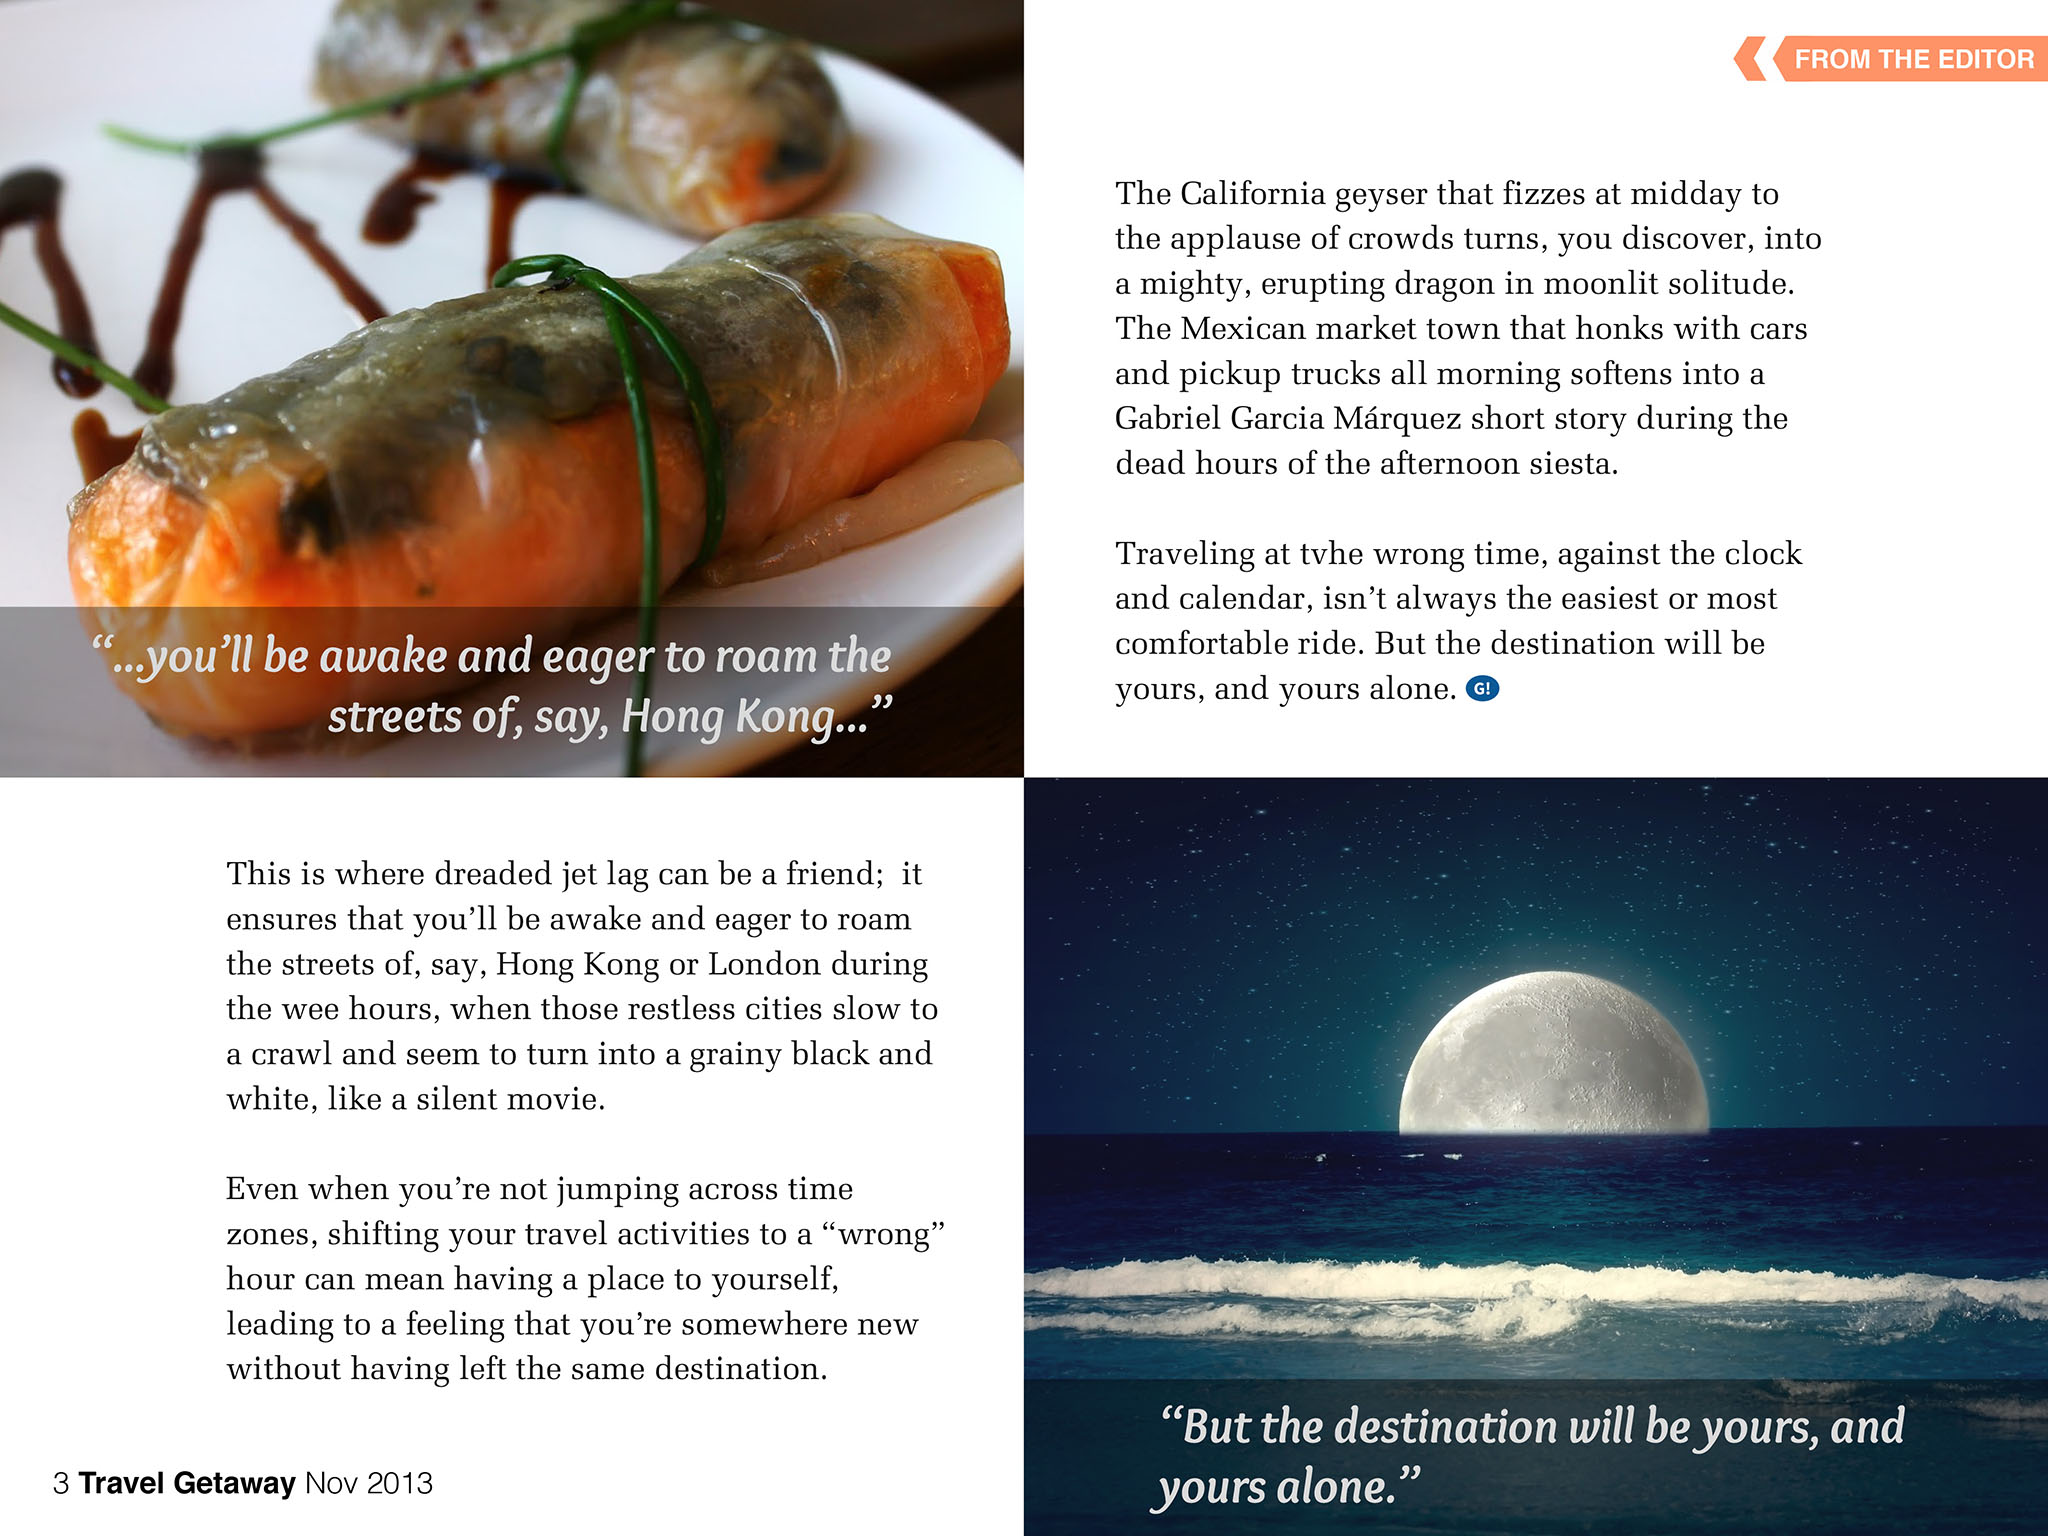 FROM THE EDITOR
“...you’ll be awake and eager to roam the
streets of, say, Hong Kong...”
This is where dreaded jet lag can be a friend;  it
ensures that you’ll be awake and eager to roam
the streets of, say, Hong Kong or London during
the wee hours, when those restless cities slow to
a crawl and seem to turn into a grainy black and
white, like a silent movie.
Even when you’re not jumping across time
zones, shifting your travel activities to a “wrong”
hour can mean having a place to yourself,
leading to a feeling that you’re somewhere new
without having left the same destination.
The California geyser that fizzes at midday to
the applause of crowds turns, you discover, into
a mighty, erupting dragon in moonlit solitude.
The Mexican market town that honks with cars
and pickup trucks all morning softens into a
Gabriel Garcia Márquez short story during the
dead hours of the afternoon siesta.
Traveling at tvhe wrong time, against the clock
and calendar, isn’t always the easiest or most
comfortable ride. But the destination will be
yours, and yours alone. G!
“But the destination will be yours, and
yours alone.”
3 Travel Getaway Nov 2013